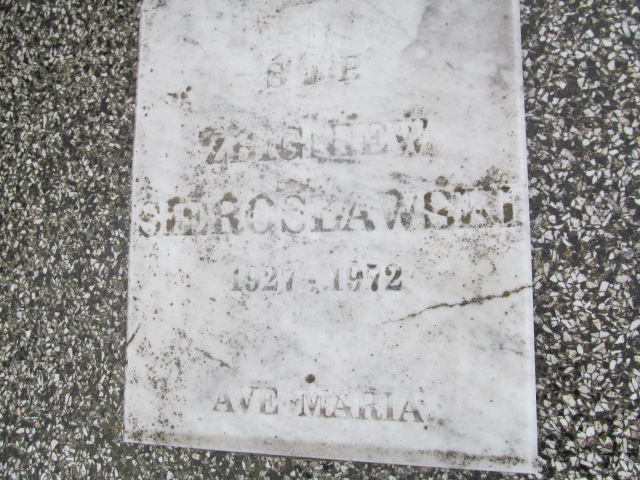 Ś P
ZBIGNIEW
SIEROSŁAWSKI
1927 - 1972
AVE MARIA